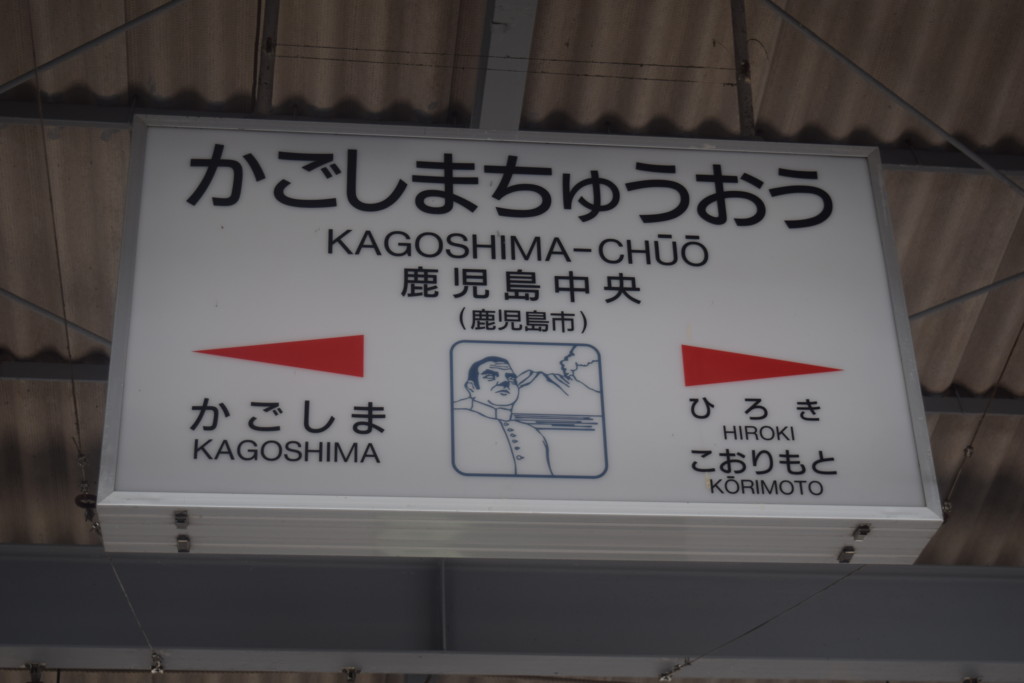 かごしまちゅうおう
KAGOSHIMA-CHŪŌ
鹿児島中央
(鹿児島市)
かごしま
KAGOSHIMA
ひろき
HIROKI
こおりもと
KŌRIMOTO